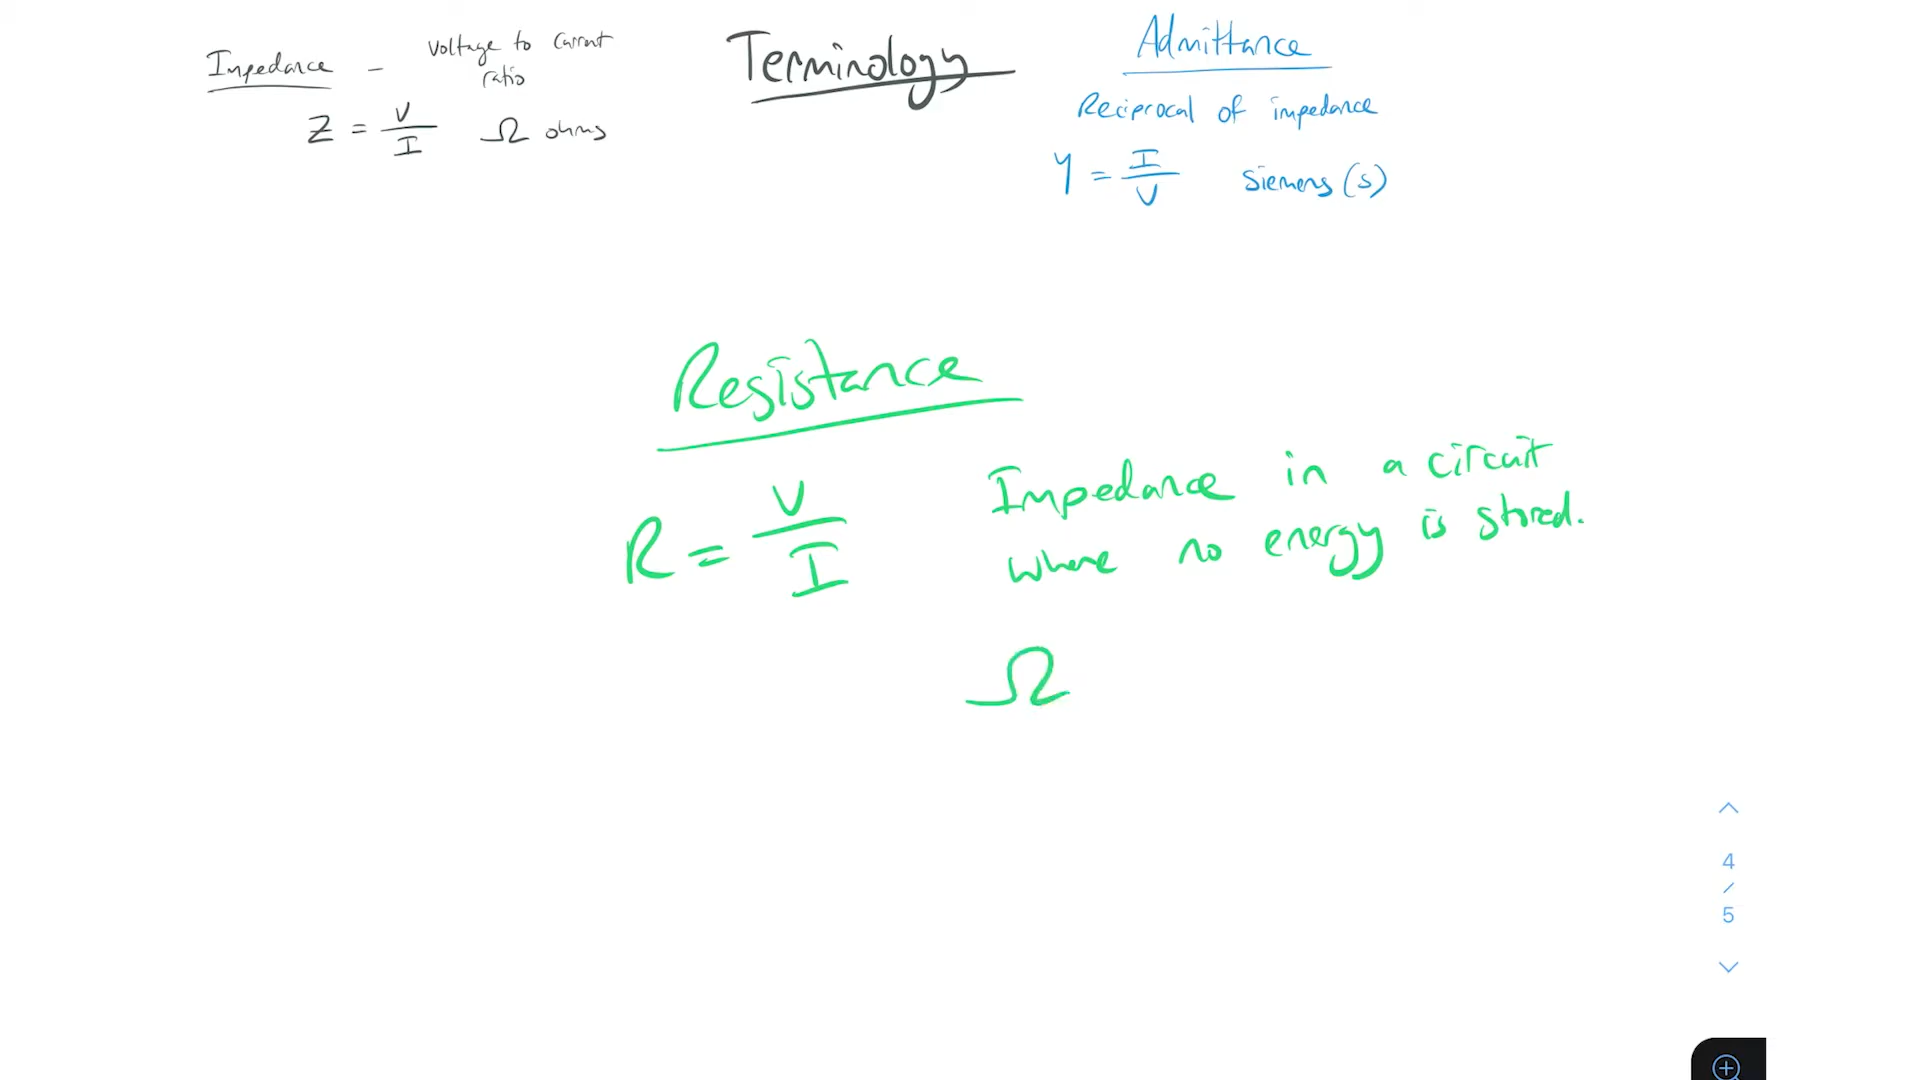 Impedance - Voltage to Current
ratio
Z = V/I Ω ohms
Terminology
Admittance
Reciprocal of impedance
Y = I/V Siemens (s)
Resistance
R = V/I
Impedance in a circuit
where no energy is stored.
Ω
4
/
5